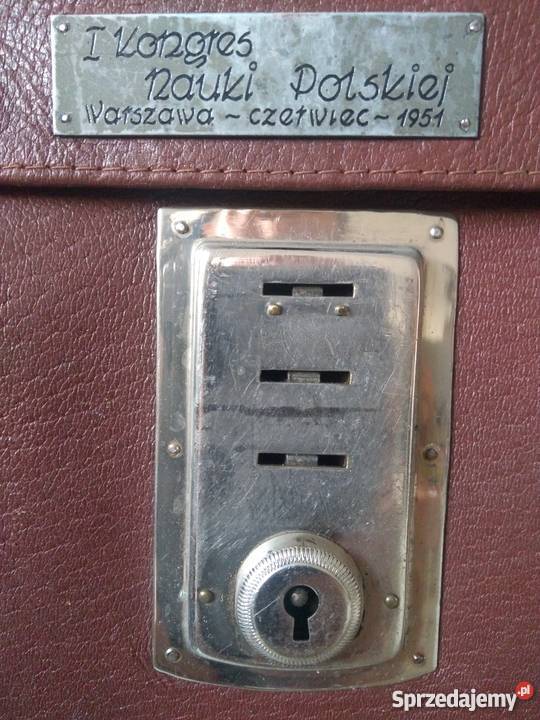 I Kongres
Nauki Polskiej
Warszawa ~ czerwiec ~ 1951
Sprzedajemy.pl